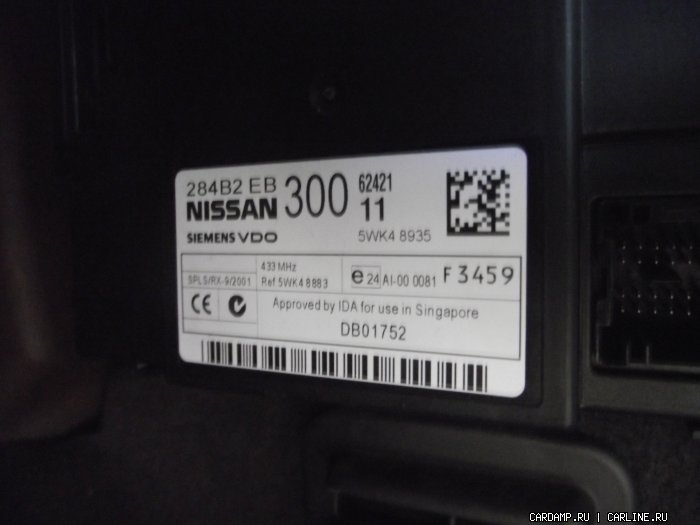 284B2 EB 300 62421
NISSAN 11
SIEMENS VDO 5WK4 8935
433 MHz
SPLS/RX-9/2001 Ref 5WK4 8883 e24 AI-00 0081 F3459
CE Approved by IDA for use in Singapore
DB01752
CARDAMP.RU | CARLINE.RU